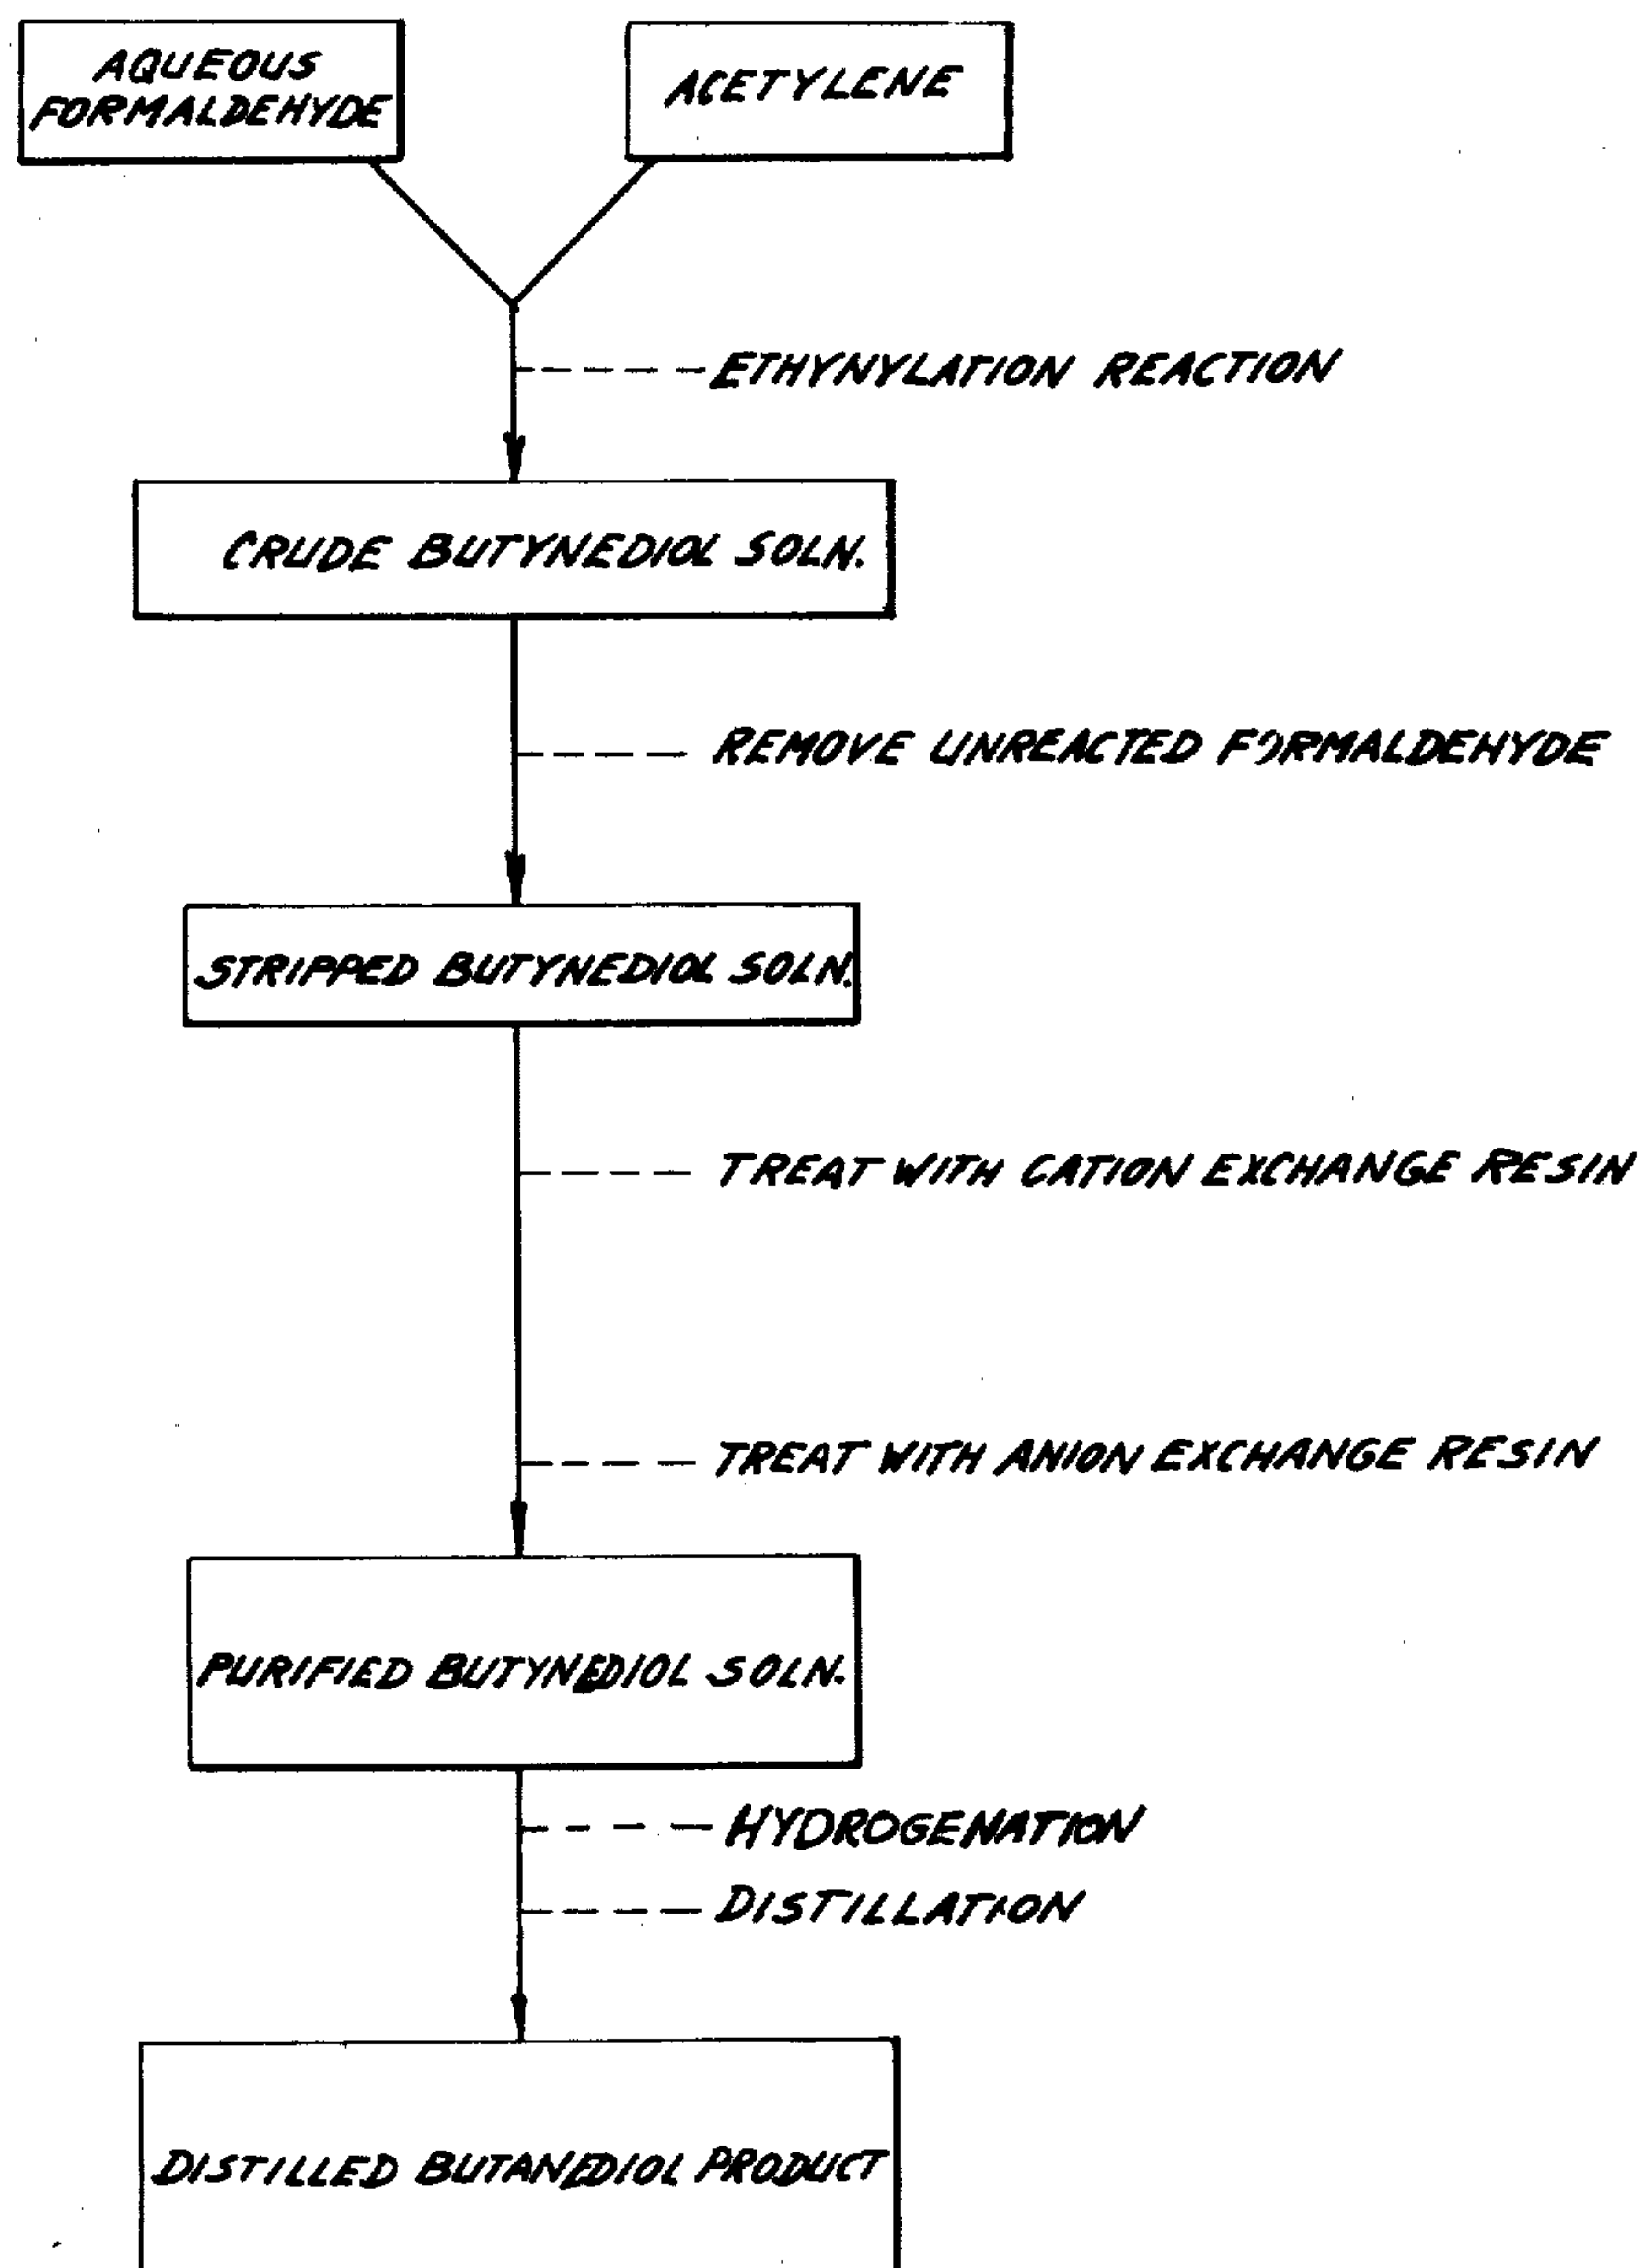 AQUEOUS
FORMALDEHYDE
ACETYLENE
ETHYNYLATION REACTION
CRUDE BUTYNEDIOL SOLN.
REMOVE UNREACTED FORMALDEHYDE
STRIPPED BUTYNEDIOL SOLN.
TREAT WITH CATION EXCHANGE RESIN
TREAT WITH ANION EXCHANGE RESIN
PURIFIED BUTYNEDIOL SOLN.
HYDROGENATION
DISTILLATION
DISTILLED BUTANEDIOL PRODUCT